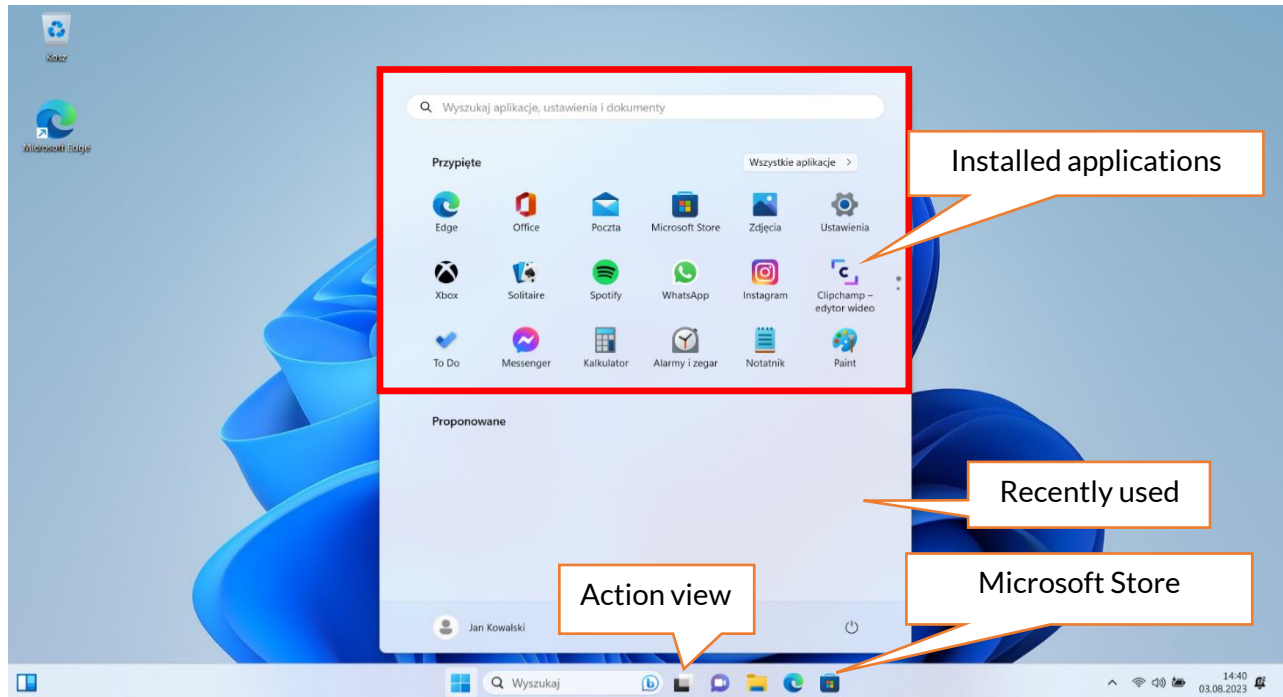 Kosz
Microsoft Edge
Wyszukaj aplikacje, ustawienia i dokumenty
Przypięte
Wszystkie aplikacje >
Installed applications
Edge
Office
Poczta
Microsoft Store
Zdjęcia
Ustawienia
Xbox
Solitaire
Spotify
WhatsApp
Instagram
Clipchamp –
edytor wideo
To Do
Messenger
Kalkulator
Alarmy i zegar
Notatnik
Paint
Proponowane
Recently used
Action view
Microsoft Store
Jan Kowalski
Wyszukaj
14:40
03.08.2023